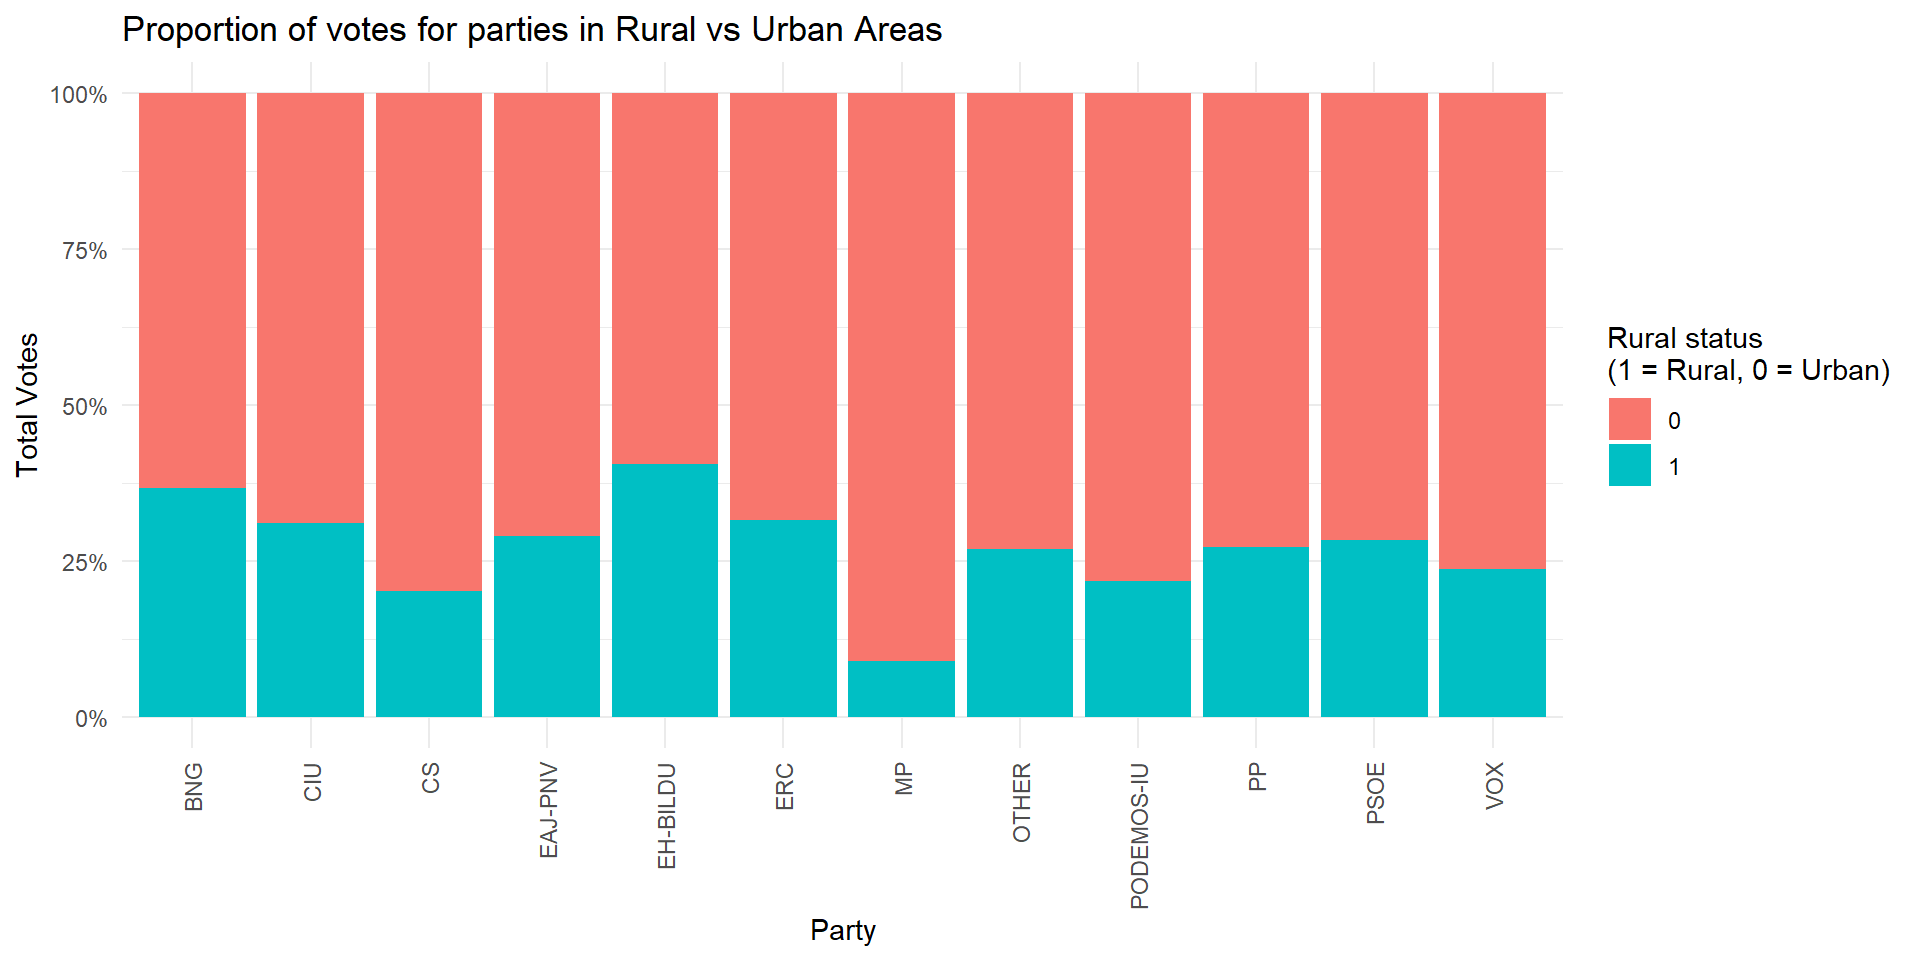 Proportion of votes for parties in Rural vs Urban Areas
100%
75%
50%
25%
0%
Total Votes
BNG
CIU
CS
EAJ-PNV
EH-BILDU
ERC
MP
OTHER
PODEMOS-IU
PP
PSOE
VOX
Party
Rural status
(1 = Rural, 0 = Urban)
0
1